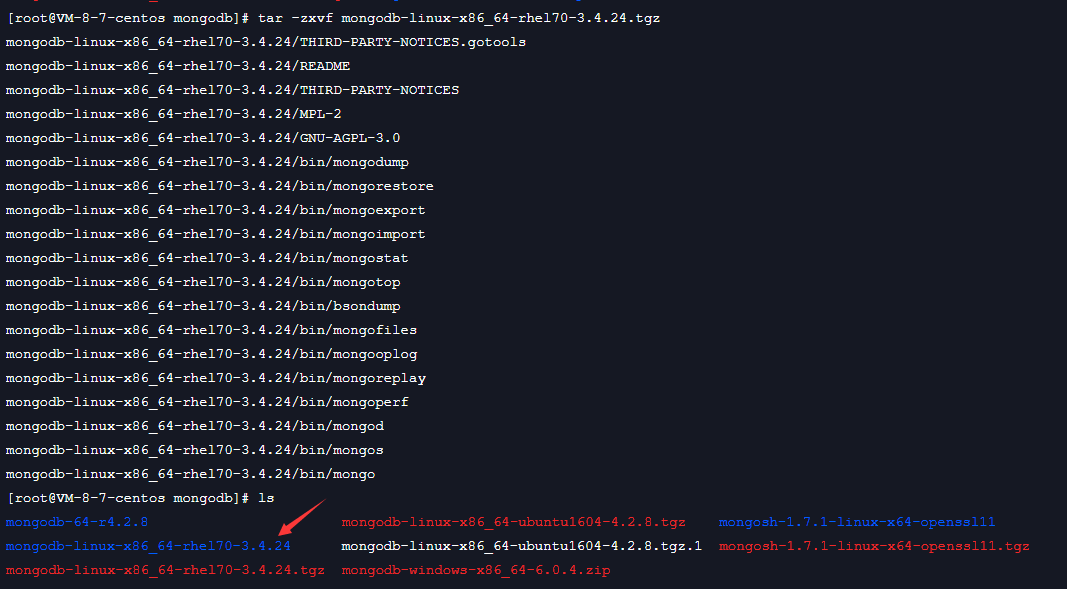 [root@VM-8-7-centos mongodb]# tar -zxvf mongodb-linux-x86_64-rhel70-3.4.24.tgz
mongodb-linux-x86_64-rhel70-3.4.24/THIRD-PARTY-NOTICES.gotools
mongodb-linux-x86_64-rhel70-3.4.24/README
mongodb-linux-x86_64-rhel70-3.4.24/THIRD-PARTY-NOTICES
mongodb-linux-x86_64-rhel70-3.4.24/MPL-2
mongodb-linux-x86_64-rhel70-3.4.24/GNU-AGPL-3.0
mongodb-linux-x86_64-rhel70-3.4.24/bin/mongodump
mongodb-linux-x86_64-rhel70-3.4.24/bin/mongorestore
mongodb-linux-x86_64-rhel70-3.4.24/bin/mongoexport
mongodb-linux-x86_64-rhel70-3.4.24/bin/mongoimport
mongodb-linux-x86_64-rhel70-3.4.24/bin/mongostat
mongodb-linux-x86_64-rhel70-3.4.24/bin/mongotop
mongodb-linux-x86_64-rhel70-3.4.24/bin/bsondump
mongodb-linux-x86_64-rhel70-3.4.24/bin/mongofiles
mongodb-linux-x86_64-rhel70-3.4.24/bin/mongooplog
mongodb-linux-x86_64-rhel70-3.4.24/bin/mongoreplay
mongodb-linux-x86_64-rhel70-3.4.24/bin/mongoperf
mongodb-linux-x86_64-rhel70-3.4.24/bin/mongod
mongodb-linux-x86_64-rhel70-3.4.24/bin/mongos
mongodb-linux-x86_64-rhel70-3.4.24/bin/mongo
[root@VM-8-7-centos mongodb]# ls
mongodb-64-r4.2.8 mongodb-linux-x86_64-ubuntu1604-4.2.8.tgz mongosh-1.7.1-linux-x64-openssl11
mongodb-linux-x86_64-rhel70-3.4.24 mongodb-linux-x86_64-ubuntu1604-4.2.8.tgz.1 mongosh-1.7.1-linux-x64-openssl11.tgz
mongodb-linux-x86_64-rhel70-3.4.24.tgz mongodb-windows-x86_64-6.0.4.zip